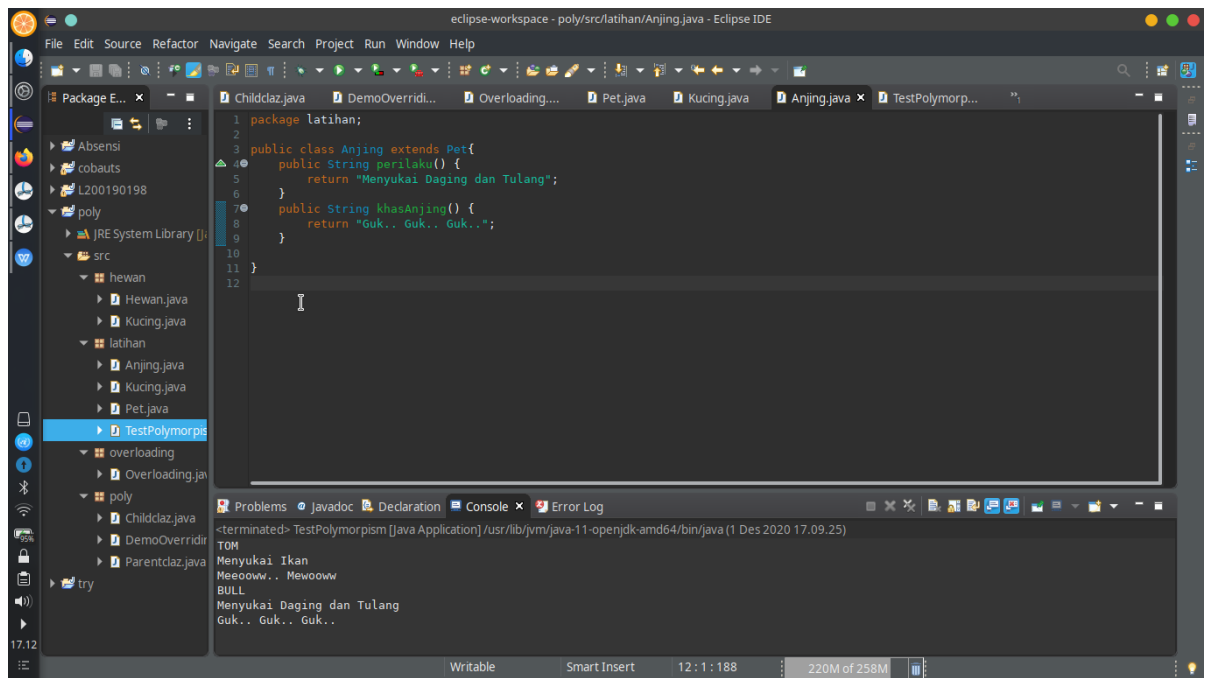 eclipse-workspace - poly/src/latihan/Anjing.java - Eclipse IDE
File Edit Source Refactor Navigate Search Project Run Window Help
Package E... Childclaz.java DemoOverridi... Overloading.... Pet.java Kucing.java Anjing.java TestPolymorp... 1
Absensi
cobauts
L200190198
poly
JRE System Library [Ja
src
hewan
Hewan.java
Kucing.java
latihan
Anjing.java
Kucing.java
Pet.java
TestPolymorpis
overloading
Overloading.jav
poly
Childclaz.java
DemoOverridin
Parentclaz.java
try
1 package latihan;
2
3 public class Anjing extends Pet{
4 public String perilaku() {
5 return "Menyukai Daging dan Tulang";
6 }
7 public String khasAnjing() {
8 return "Guk.. Guk.. Guk..";
9 }
10
11 }
12
Problems Javadoc Declaration Console Error Log
<terminated> TestPolymorpism [Java Application] /usr/lib/jvm/java-11-openjdk-amd64/bin/java (1 Des 2020 17.09.25)
TOM
Menyukai Ikan
Meeooww.. Mewooww
BULL
Menyukai Daging dan Tulang
Guk.. Guk.. Guk..
95%
17.12
Writable Smart Insert 12 : 1 : 188 220M of 258M